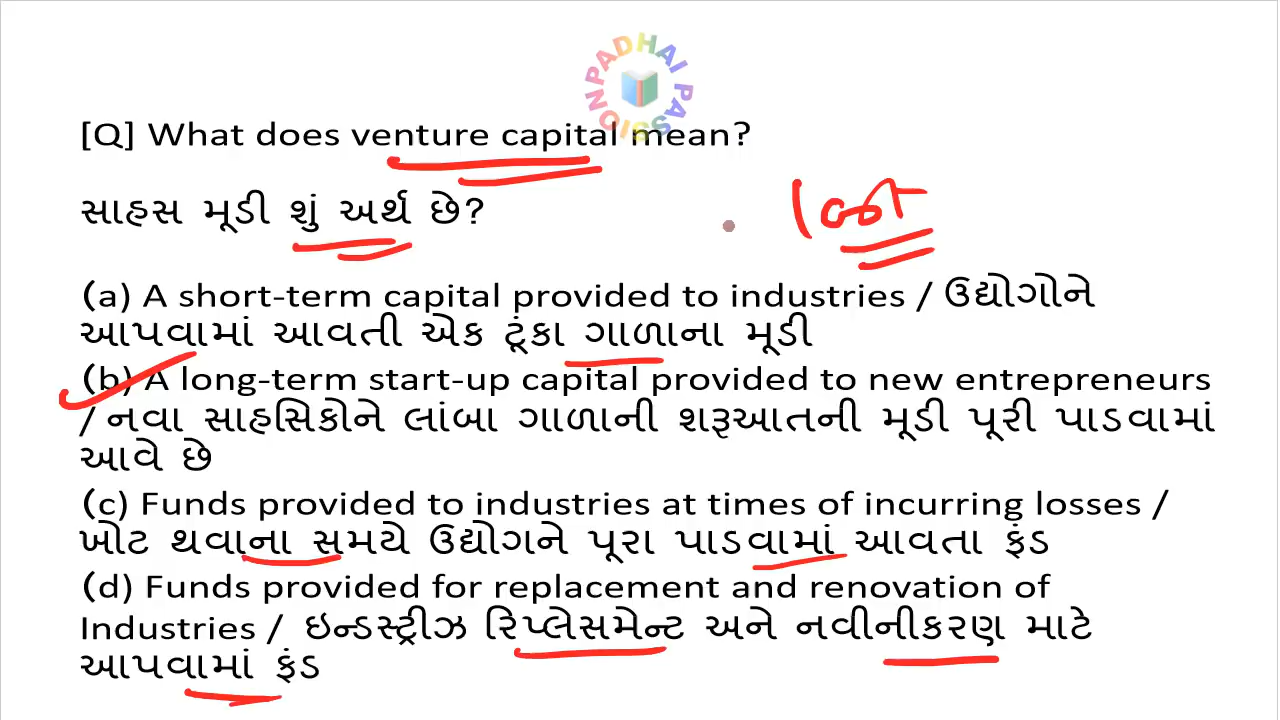 PADHAI PASSION
[Q] What does venture capital mean?
સાહસ મૂડી શું અર્થ છે?
(a) A short-term capital provided to industries / ઉદ્યોગોને
આપવામાં આવતી એક ટૂંકા ગાળાના મૂડી
(b) A long-term start-up capital provided to new entrepreneurs
/ નવા સાહસિકોને લાંબા ગાળાની શરૂઆતની મૂડી પૂરી પાડવામાં
આવે છે
(c) Funds provided to industries at times of incurring losses /
ખોટ થવાના સમયે ઉદ્યોગને પૂરા પાડવામાં આવતા ફંડ
(d) Funds provided for replacement and renovation of
Industries / ઇન્ડસ્ટ્રીઝ રિપ્લેસમેન્ટ અને નવીનીકરણ માટે
આપવામાં ફંડ